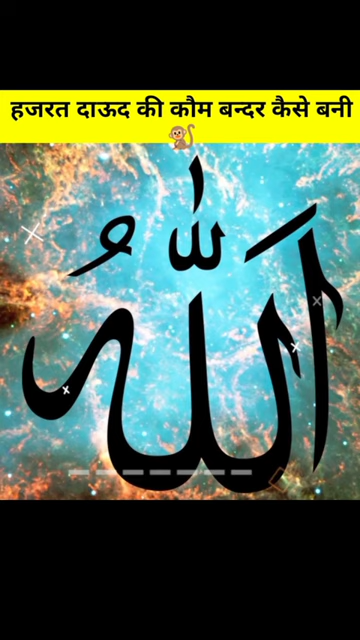 हजरत दाऊद की कौम बन्दर कैसे बनी
🐒
الله